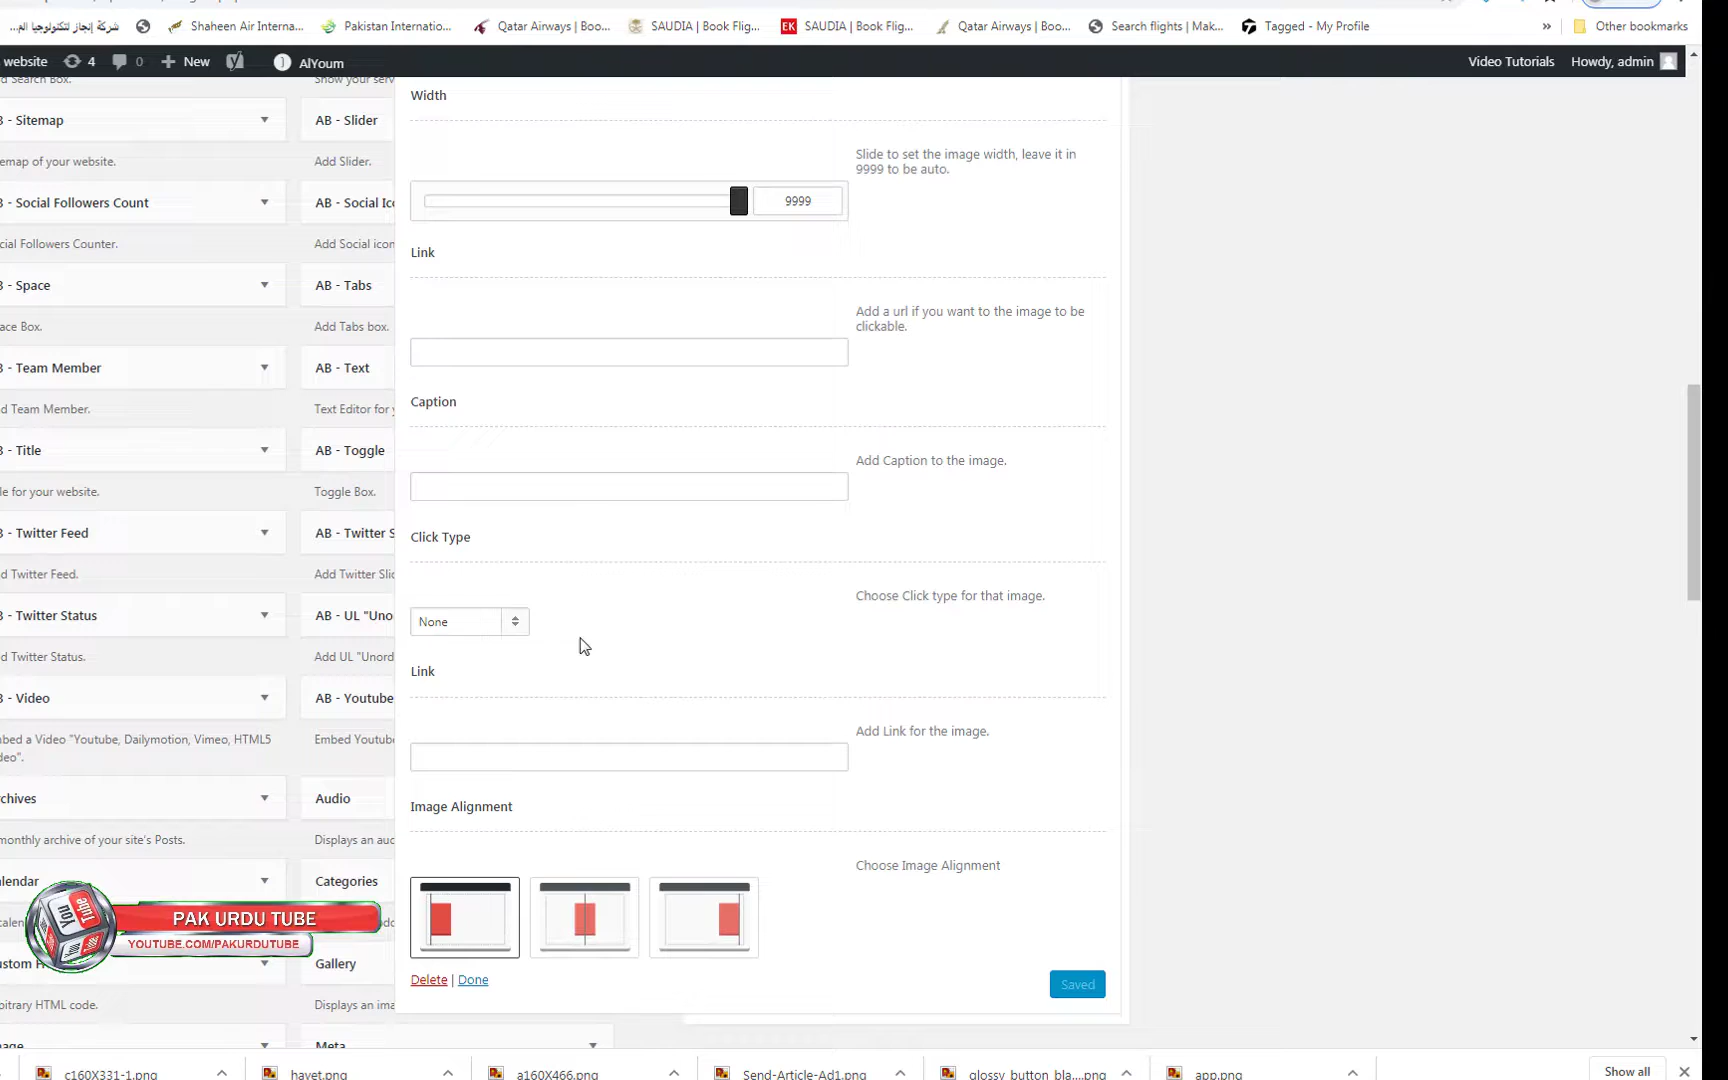 شركة إنجاز لتكنولوجيا الم...
Shaheen Air Interna...
Pakistan Internatio...
Qatar Airways | Boo...
SAUDIA | Book Flig...
SAUDIA | Book Flig...
Qatar Airways | Boo...
Search flights | Mak...
Tagged - My Profile
»
Other bookmarks
website
4
0
New
AlYoum
Video Tutorials
Howdy, admin
d Search Box.
Show your serv
Width
- Sitemap
AB - Slider
emap of your website.
Add Slider.
Slide to set the image width, leave it in
9999 to be auto.
- Social Followers Count
AB - Social Ico
9999
cial Followers Counter.
Add Social icon
Link
- Space
AB - Tabs
ace Box.
Add Tabs box.
Add a url if you want to the image to be
clickable.
- Team Member
AB - Text
d Team Member.
Text Editor for y
Caption
- Title
AB - Toggle
le for your website.
Toggle Box.
Add Caption to the image.
- Twitter Feed
AB - Twitter S
Click Type
d Twitter Feed.
Add Twitter Slid
Choose Click type for that image.
- Twitter Status
AB - UL "Uno
None
d Twitter Status.
Add UL "Unord
Link
- Video
AB - Youtube
bed a Video "Youtube, Dailymotion, Vimeo, HTML5
deo".
Embed Youtube
Add Link for the image.
chives
Audio
Image Alignment
monthly archive of your site's Posts.
Displays an aud
Choose Image Alignment
lendar
Categories
You
Tube
PAK URDU TUBE
YOUTUBE.COM/PAKURDUTUBE
ustom H
Gallery
Delete | Done
Saved
bitrary HTML code.
Displays an ima
age
Meta
c160X331-1.png
havet.png
a160X466.png
Send-Article-Ad1.png
glossy_button_bla....png
app.png
Show all